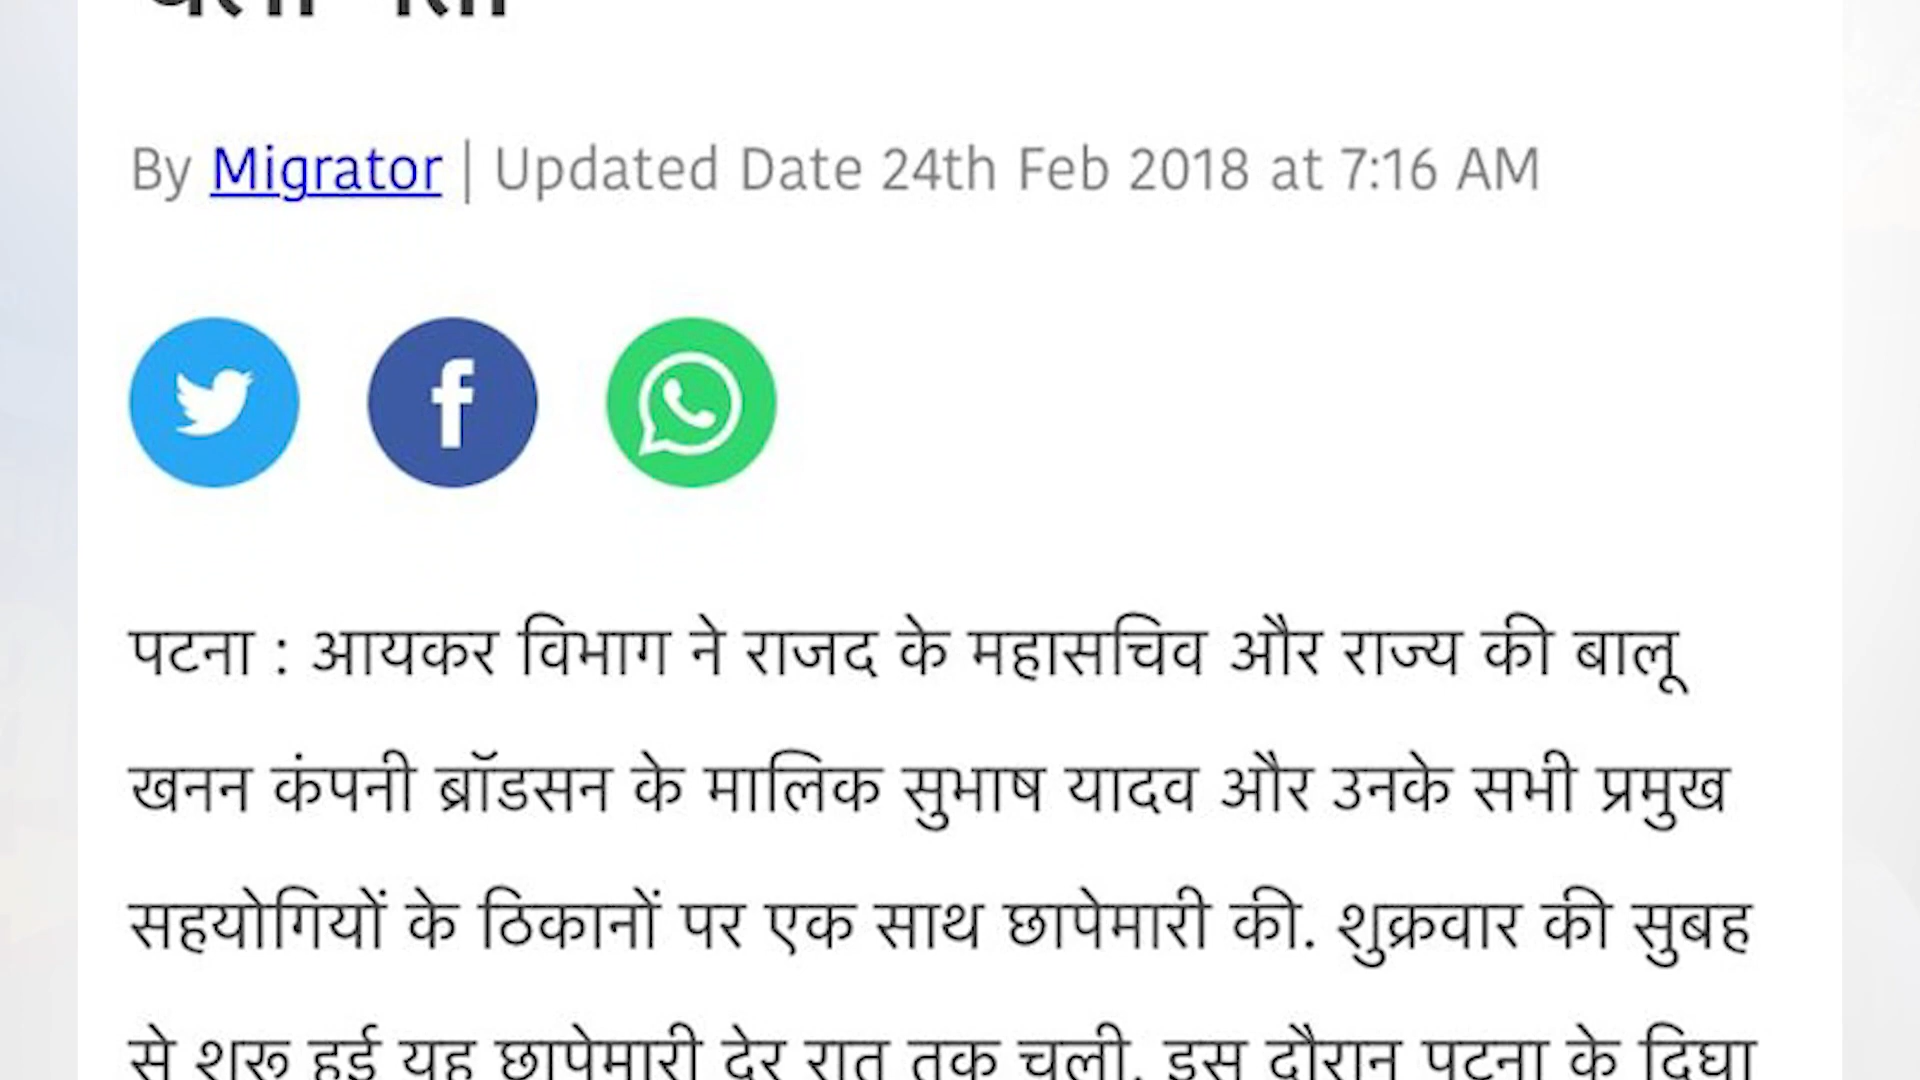 By Migrator | Updated Date 24th Feb 2018 at 7:16 AM
पटना : आयकर विभाग ने राजद के महासचिव और राज्य की बालू
खनन कंपनी ब्रॉडसन के मालिक सुभाष यादव और उनके सभी प्रमुख
सहयोगियों के ठिकानों पर एक साथ छापेमारी की. शुक्रवार की सुबह
से शुरू हुई यह छापेमारी देर रात तक चली. इस दौरान पटना के दिघा